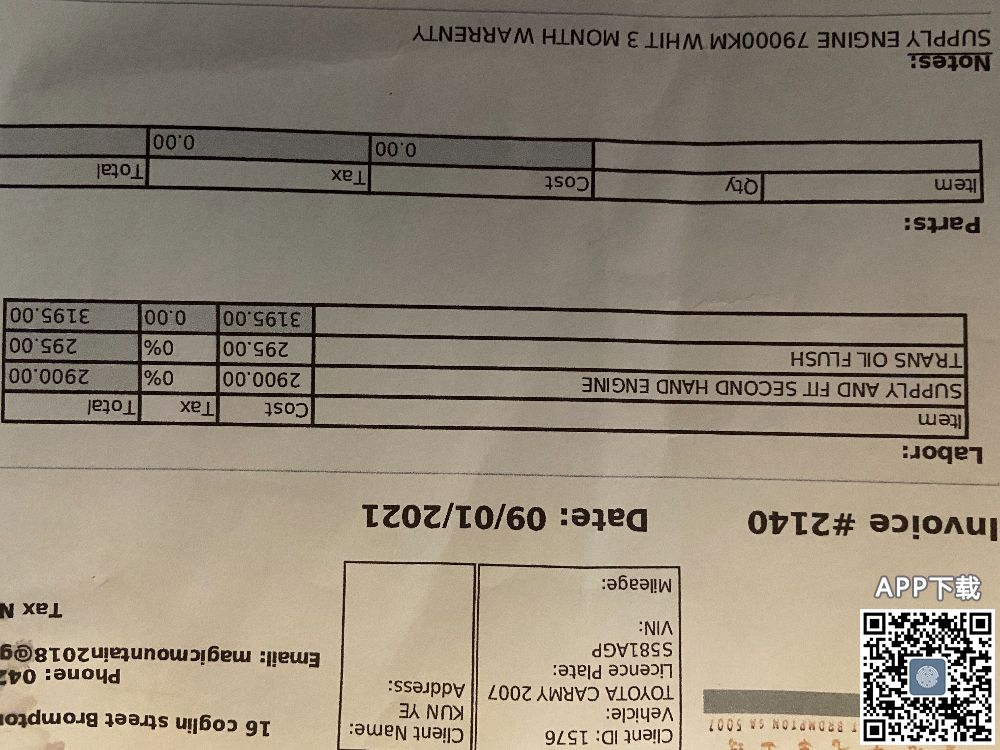 16 coglin street Brompton
Phone: 042
Email: magicmountain2018@g
Tax N
BROMPTON SA 5007
Client ID: 1576
Vehicle:
TOYOTA CARMY 2007
Licence Plate:
S581AGP
VIN:
Mileage:
Client Name:
KUN YE
Address:
Invoice #2140 Date: 09/01/2021
Labor:
Item Cost Tax Total
SUPPLY AND FIT SECOND HAND ENGINE 2900.00 0% 2900.00
TRANS OIL FLUSH 295.00 0% 295.00
3195.00 0.00 3195.00
Parts:
Item Qty Cost Tax Total
0.00 0.00
Notes:
SUPPLY ENGINE 79000KM WHIT 3 MONTH WARRENTY
APP下载